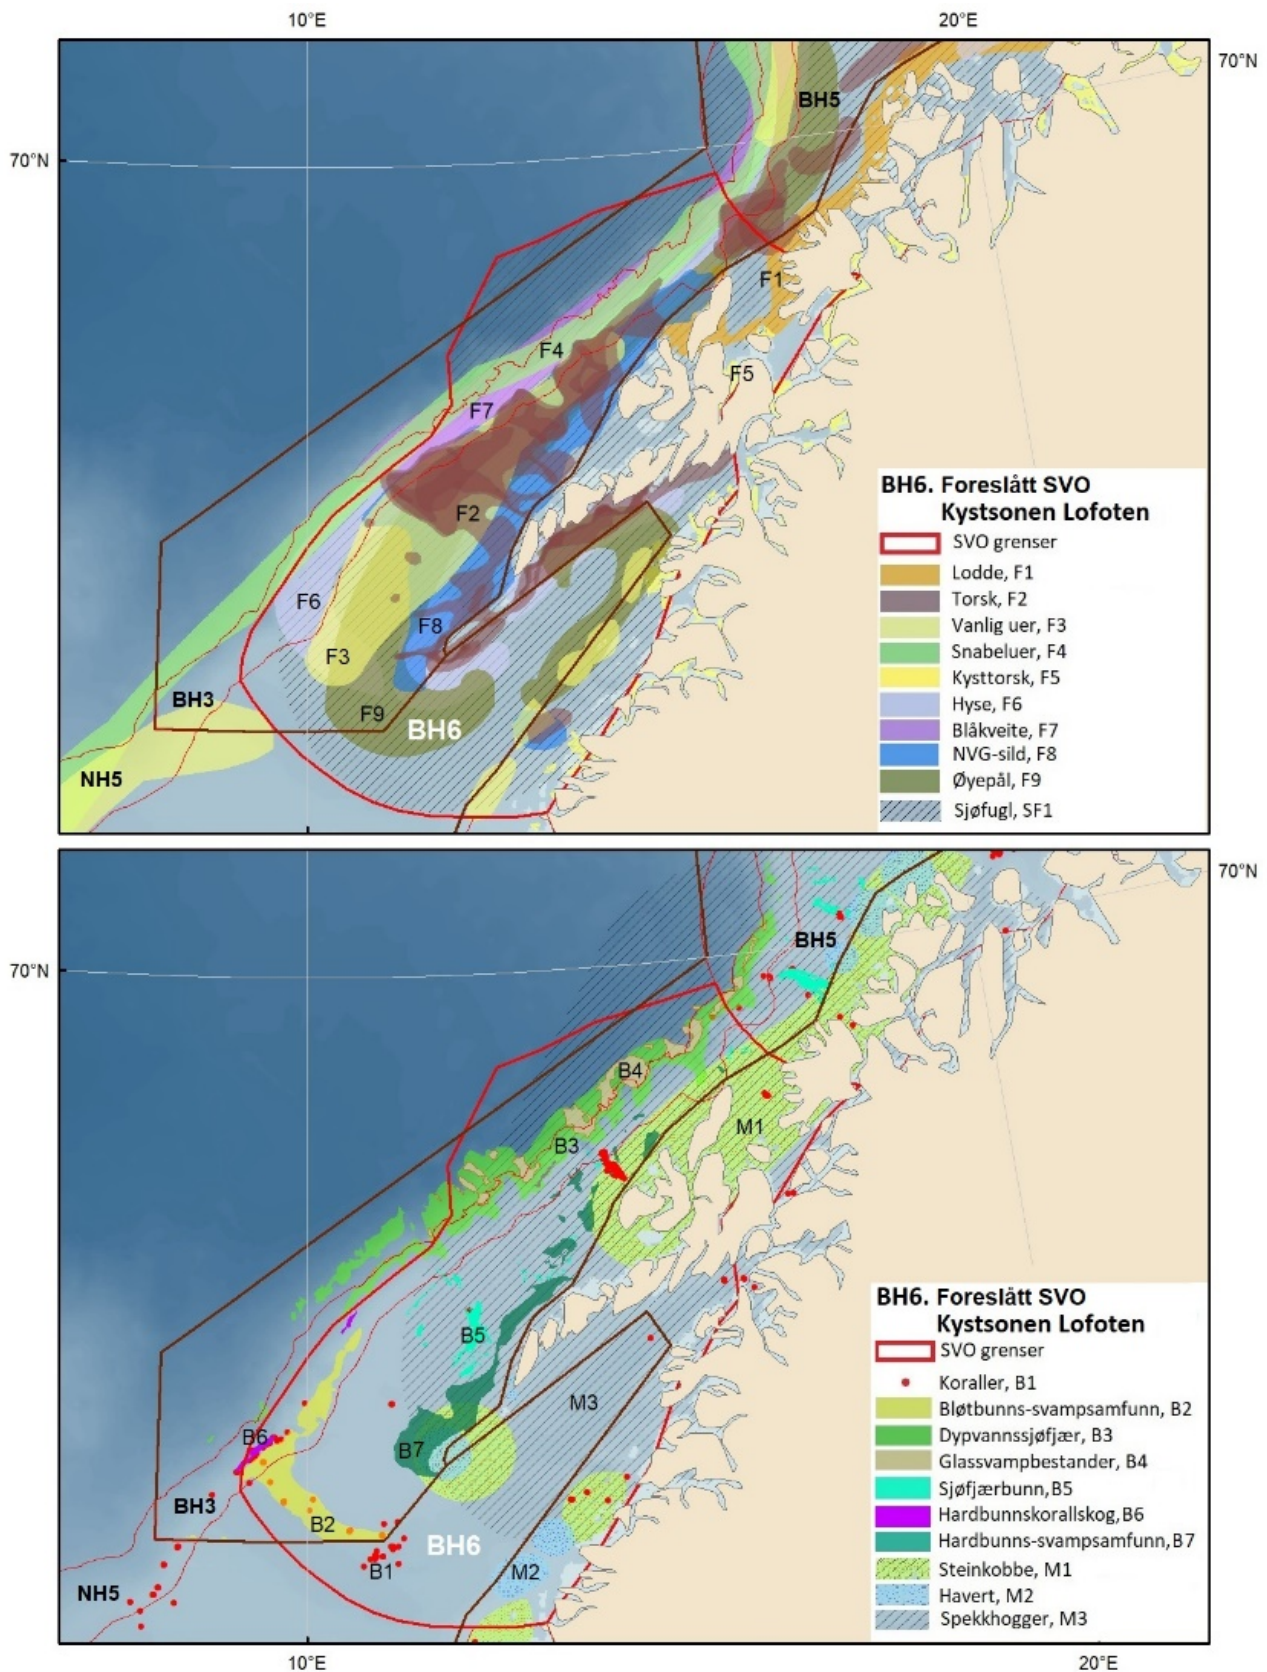 10°E
20°E
70°N
70°N
BH5
F1
F4
F5
F7
F2
F6
F8
F3
BH3
F9
BH6
NH5
BH6. Foreslått SVO
Kystsonen Lofoten
SVO grenser
Lodde, F1
Torsk, F2
Vanlig uer, F3
Snabeluer, F4
Kysttorsk, F5
Hyse, F6
Blåkveite, F7
NVG-sild, F8
Øyepål, F9
Sjøfugl, SF1
70°N
BH5
70°N
B4
M1
B3
B5
M3
B6
B7
BH3
B2
BH6
B1
M2
NH5
BH6. Foreslått SVO
Kystsonen Lofoten
SVO grenser
Koraller, B1
Bløtbunns-svampsamfunn, B2
Dypvannssjøfjær, B3
Glassvampbestander, B4
Sjøfjærbunn, B5
Hardbunnskorallskog, B6
Hardbunns-svampsamfunn, B7
Steinkobbe, M1
Havert, M2
Spekkhogger, M3
10°E
20°E